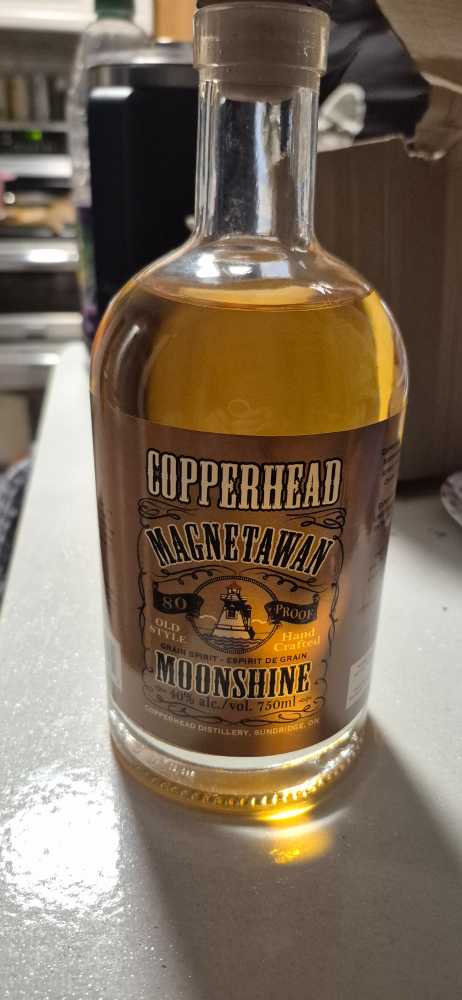 COPPERHEAD
MAGNETAWAN
80 PROOF
OLD STYLE
Hand Crafted
GRAIN SPIRIT - ESPIRIT DE GRAIN
MOONSHINE
40% alc./vol. 750ml
COPPERHEAD DISTILLERY, SUNDRIDGE, ON